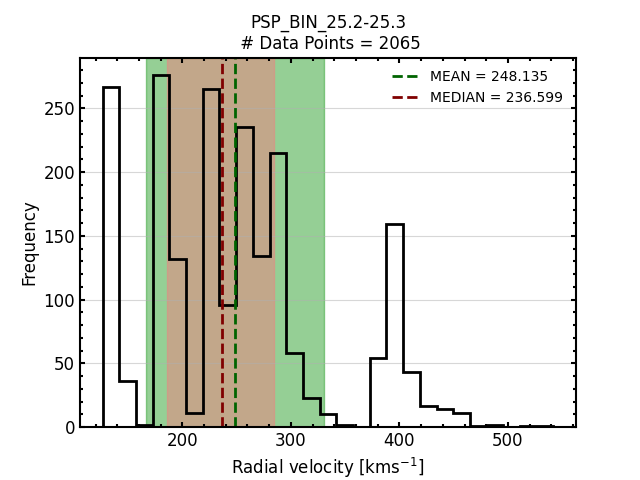 PSP_BIN_25.2-25.3
# Data Points = 2065
MEAN = 248.135
MEDIAN = 236.599
250
200
150
100
50
0
Frequency
200 300 400 500
Radial velocity [kms⁻¹]